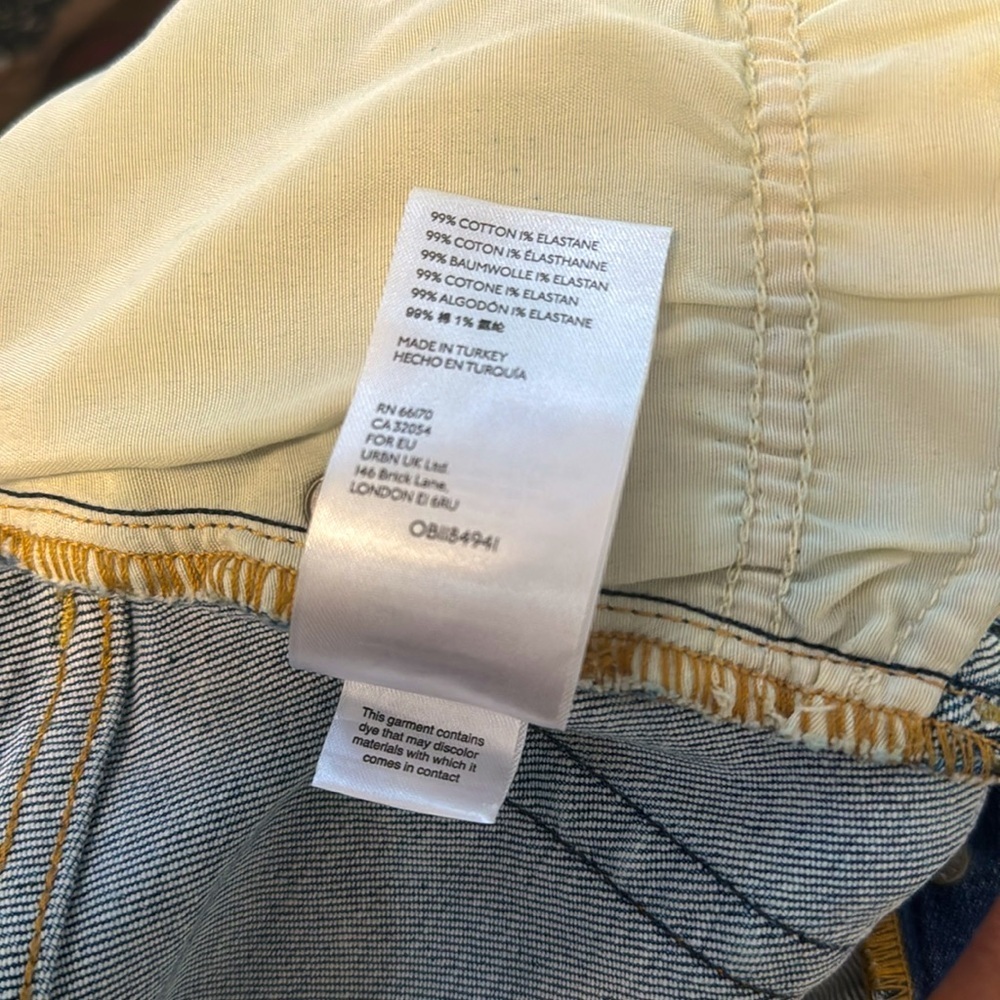 99% COTTON 1% ELASTANE
99% COTON 1% ÉLASTHANNE
99% BAUMWOLLE 1% ELASTAN
99% COTONE 1% ELASTAN
99% ALGODÓN 1% ELASTANE
99% 棉 1% 氨纶
MADE IN TURKEY
HECHO EN TURQUÍA
RN 66170
CA 32054
FOR EU
URBN UK Ltd.
146 Brick Lane,
LONDON E1 6RU
OB1184941
This garment contains
dye that may discolor
materials with which it
comes in contact